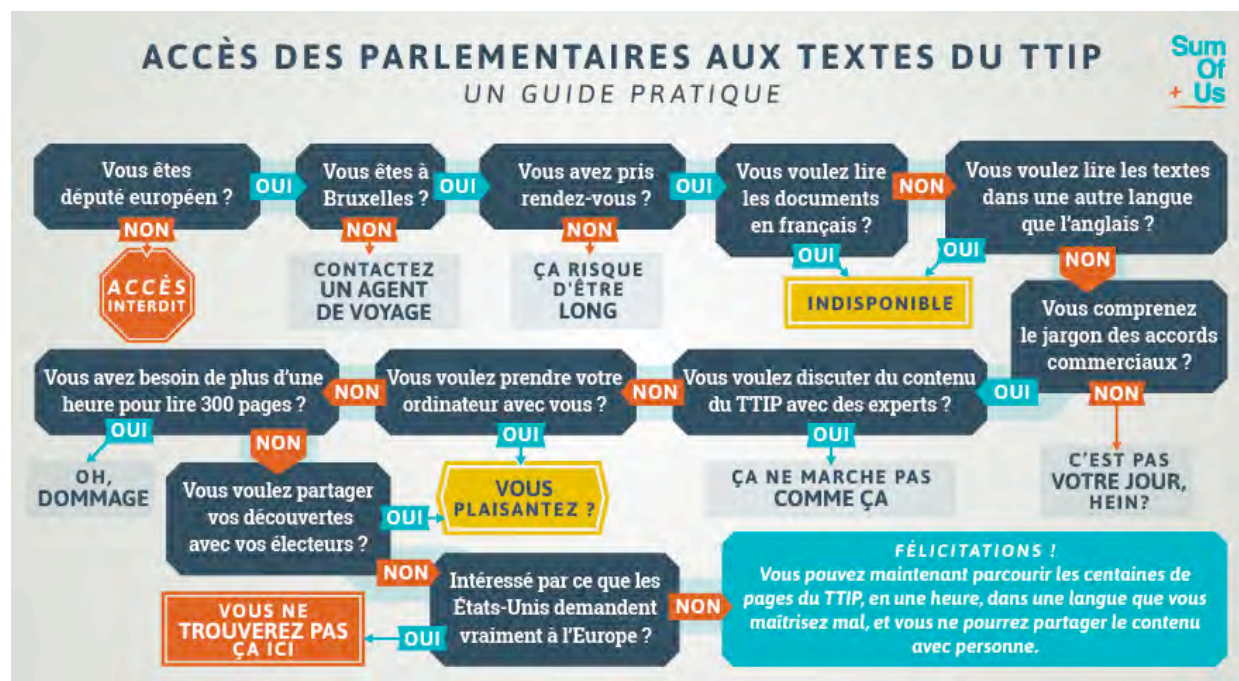 ACCÈS DES PARLEMENTAIRES AUX TEXTES DU TTIP
UN GUIDE PRATIQUE
Sum
Of
+ Us
Vous êtes
député européen ?
OUI
NON
ACCÈS
INTERDIT
Vous êtes à
Bruxelles ?
OUI
NON
CONTACTEZ
UN AGENT
DE VOYAGE
Vous avez pris
rendez-vous ?
OUI
NON
ÇA RISQUE
D'ÊTRE
LONG
Vous voulez lire
les documents
en français ?
NON
OUI
INDISPONIBLE
Vous voulez lire les textes
dans une autre langue
que l'anglais ?
OUI
NON
Vous comprenez
le jargon des accords
commerciaux ?
OUI
NON
C'EST PAS
VOTRE JOUR,
HEIN?
Vous voulez discuter du contenu
du TTIP avec des experts ?
NON
OUI
ÇA NE MARCHE PAS
COMME ÇA
Vous voulez prendre votre
ordinateur avec vous ?
NON
OUI
VOUS
PLAISANTEZ ?
Vous avez besoin de plus d'une
heure pour lire 300 pages ?
OUI
NON
OH,
DOMMAGE
Vous voulez partager
vos découvertes
avec vos électeurs ?
OUI
NON
Intéressé par ce que les
États-Unis demandent
vraiment à l'Europe ?
OUI
NON
VOUS NE
TROUVEREZ PAS
ÇA ICI
FÉLICITATIONS !
Vous pouvez maintenant parcourir les centaines de
pages du TTIP, en une heure, dans une langue que vous
maîtrisez mal, et vous ne pourrez partager le contenu
avec personne.